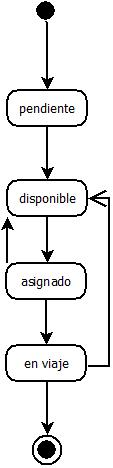 pendiente
disponible
asignado
en viaje